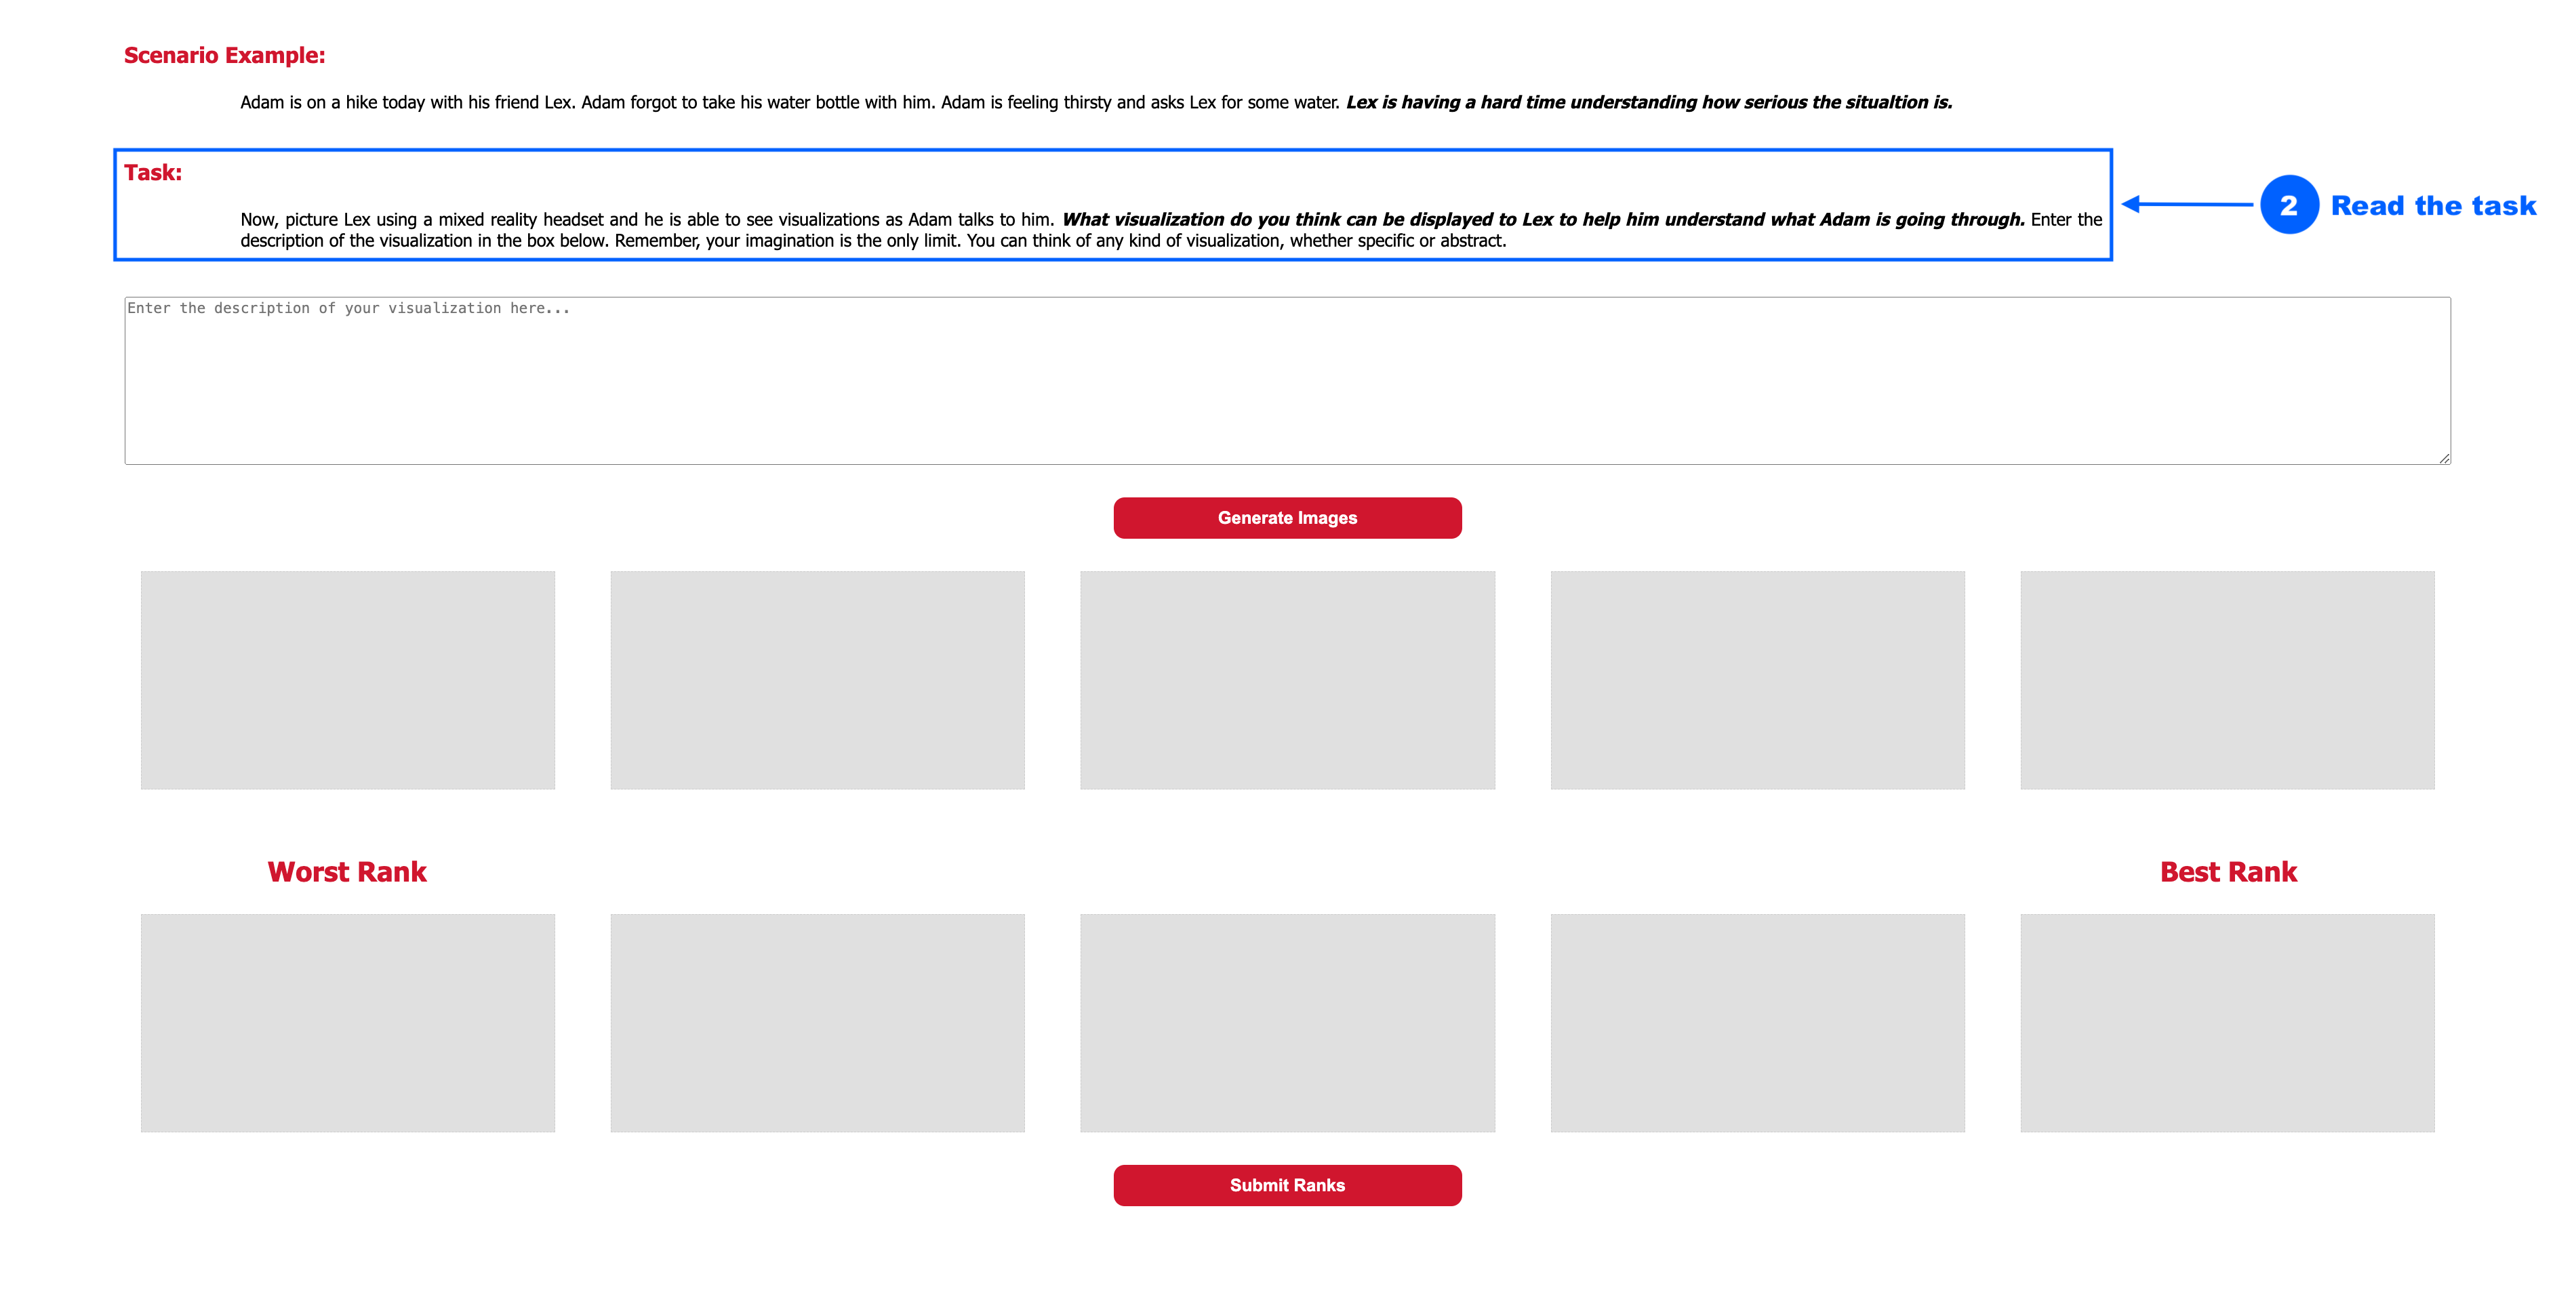 Scenario Example:
Adam is on a hike today with his friend Lex. Adam forgot to take his water bottle with him. Adam is feeling thirsty and asks Lex for some water. Lex is having a hard time understanding how serious the situaltion is.
Task:
Now, picture Lex using a mixed reality headset and he is able to see visualizations as Adam talks to him. What visualization do you think can be displayed to Lex to help him understand what Adam is going through. Enter the
description of the visualization in the box below. Remember, your imagination is the only limit. You can think of any kind of visualization, whether specific or abstract.
2 Read the task
Enter the description of your visualization here...
Generate Images
Worst Rank
Best Rank
Submit Ranks